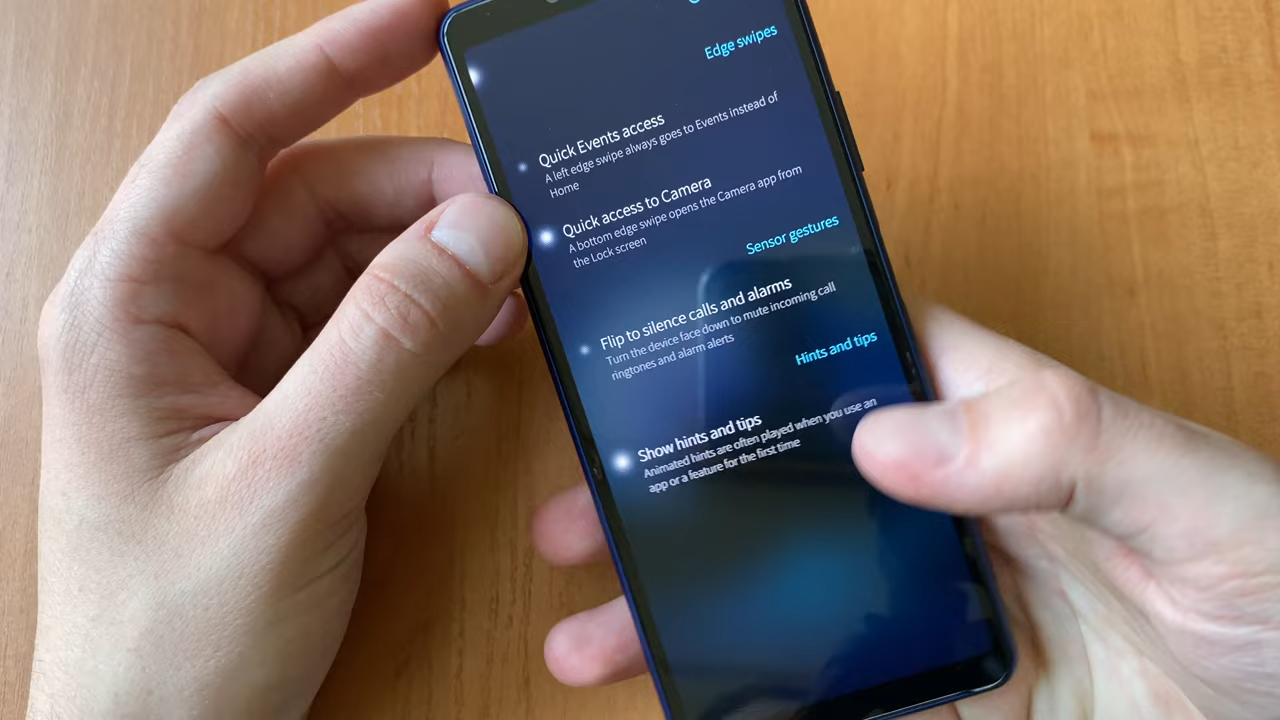 Edge swipes
Quick Events access
A left edge swipe always goes to Events instead of
Home
Quick access to Camera
A bottom edge swipe opens the Camera app from
the Lock screen
Sensor gestures
Flip to silence calls and alarms
Turn the device face down to mute incoming call
ringtones and alarm alerts
Hints and tips
Show hints and tips
Animated hints are often played when you use an
app or a feature for the first time